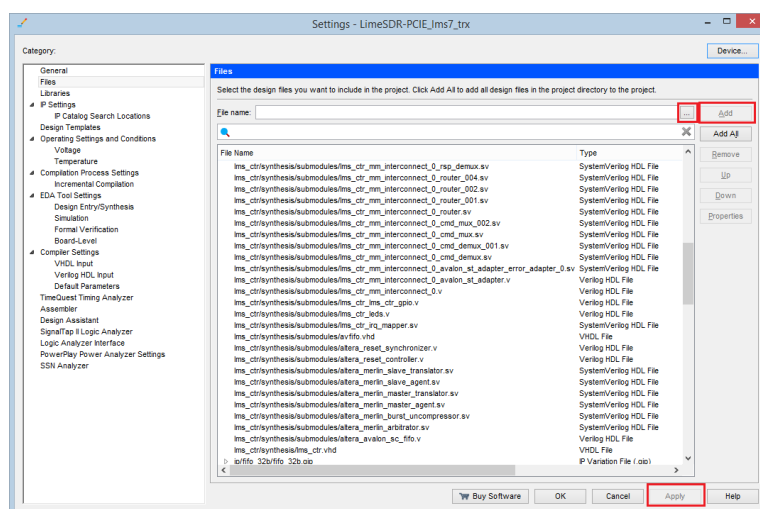 Settings - LimeSDR-PCIE_lms7_trx
Category:
Device...
General
Files
Libraries
IP Settings
IP Catalog Search Locations
Design Templates
Operating Settings and Conditions
Voltage
Temperature
Compilation Process Settings
Incremental Compilation
EDA Tool Settings
Design Entry/Synthesis
Simulation
Formal Verification
Board-Level
Compiler Settings
VHDL Input
Verilog HDL Input
Default Parameters
TimeQuest Timing Analyzer
Assembler
Design Assistant
SignalTap II Logic Analyzer
Logic Analyzer Interface
PowerPlay Power Analyzer Settings
SSN Analyzer
Files
Select the design files you want to include in the project. Click Add All to add all design files in the project directory to the project.
File name: ... Add
Add All
File Name Type
lms_ctr/synthesis/submodules/lms_ctr_mm_interconnect_0_rsp_demux.sv SystemVerilog HDL File
lms_ctr/synthesis/submodules/lms_ctr_mm_interconnect_0_router_004.sv SystemVerilog HDL File
lms_ctr/synthesis/submodules/lms_ctr_mm_interconnect_0_router_002.sv SystemVerilog HDL File
lms_ctr/synthesis/submodules/lms_ctr_mm_interconnect_0_router_001.sv SystemVerilog HDL File
lms_ctr/synthesis/submodules/lms_ctr_mm_interconnect_0_router.sv SystemVerilog HDL File
lms_ctr/synthesis/submodules/lms_ctr_mm_interconnect_0_cmd_mux_002.sv SystemVerilog HDL File
lms_ctr/synthesis/submodules/lms_ctr_mm_interconnect_0_cmd_mux.sv SystemVerilog HDL File
lms_ctr/synthesis/submodules/lms_ctr_mm_interconnect_0_cmd_demux_001.sv SystemVerilog HDL File
lms_ctr/synthesis/submodules/lms_ctr_mm_interconnect_0_cmd_demux.sv SystemVerilog HDL File
lms_ctr/synthesis/submodules/lms_ctr_mm_interconnect_0_avalon_st_adapter_error_adapter_0.sv SystemVerilog HDL File
lms_ctr/synthesis/submodules/lms_ctr_mm_interconnect_0_avalon_st_adapter.v Verilog HDL File
lms_ctr/synthesis/submodules/lms_ctr_mm_interconnect_0.v Verilog HDL File
lms_ctr/synthesis/submodules/lms_ctr_lms_ctr_gpio.v Verilog HDL File
lms_ctr/synthesis/submodules/lms_ctr_leds.v Verilog HDL File
lms_ctr/synthesis/submodules/lms_ctr_irq_mapper.sv SystemVerilog HDL File
lms_ctr/synthesis/submodules/avfifo.vhd VHDL File
lms_ctr/synthesis/submodules/altera_reset_synchronizer.v Verilog HDL File
lms_ctr/synthesis/submodules/altera_reset_controller.v Verilog HDL File
lms_ctr/synthesis/submodules/altera_merlin_slave_translator.sv SystemVerilog HDL File
lms_ctr/synthesis/submodules/altera_merlin_slave_agent.sv SystemVerilog HDL File
lms_ctr/synthesis/submodules/altera_merlin_master_translator.sv SystemVerilog HDL File
lms_ctr/synthesis/submodules/altera_merlin_master_agent.sv SystemVerilog HDL File
lms_ctr/synthesis/submodules/altera_merlin_burst_uncompressor.sv SystemVerilog HDL File
lms_ctr/synthesis/submodules/altera_merlin_arbitrator.sv SystemVerilog HDL File
lms_ctr/synthesis/submodules/altera_avalon_sc_fifo.v Verilog HDL File
lms_ctr/synthesis/lms_ctr.vhd VHDL File
ip/fifo_32b/fifo_32b.qip IP Variation File (.qip)
Remove
Up
Down
Properties
Buy Software OK Cancel Apply Help